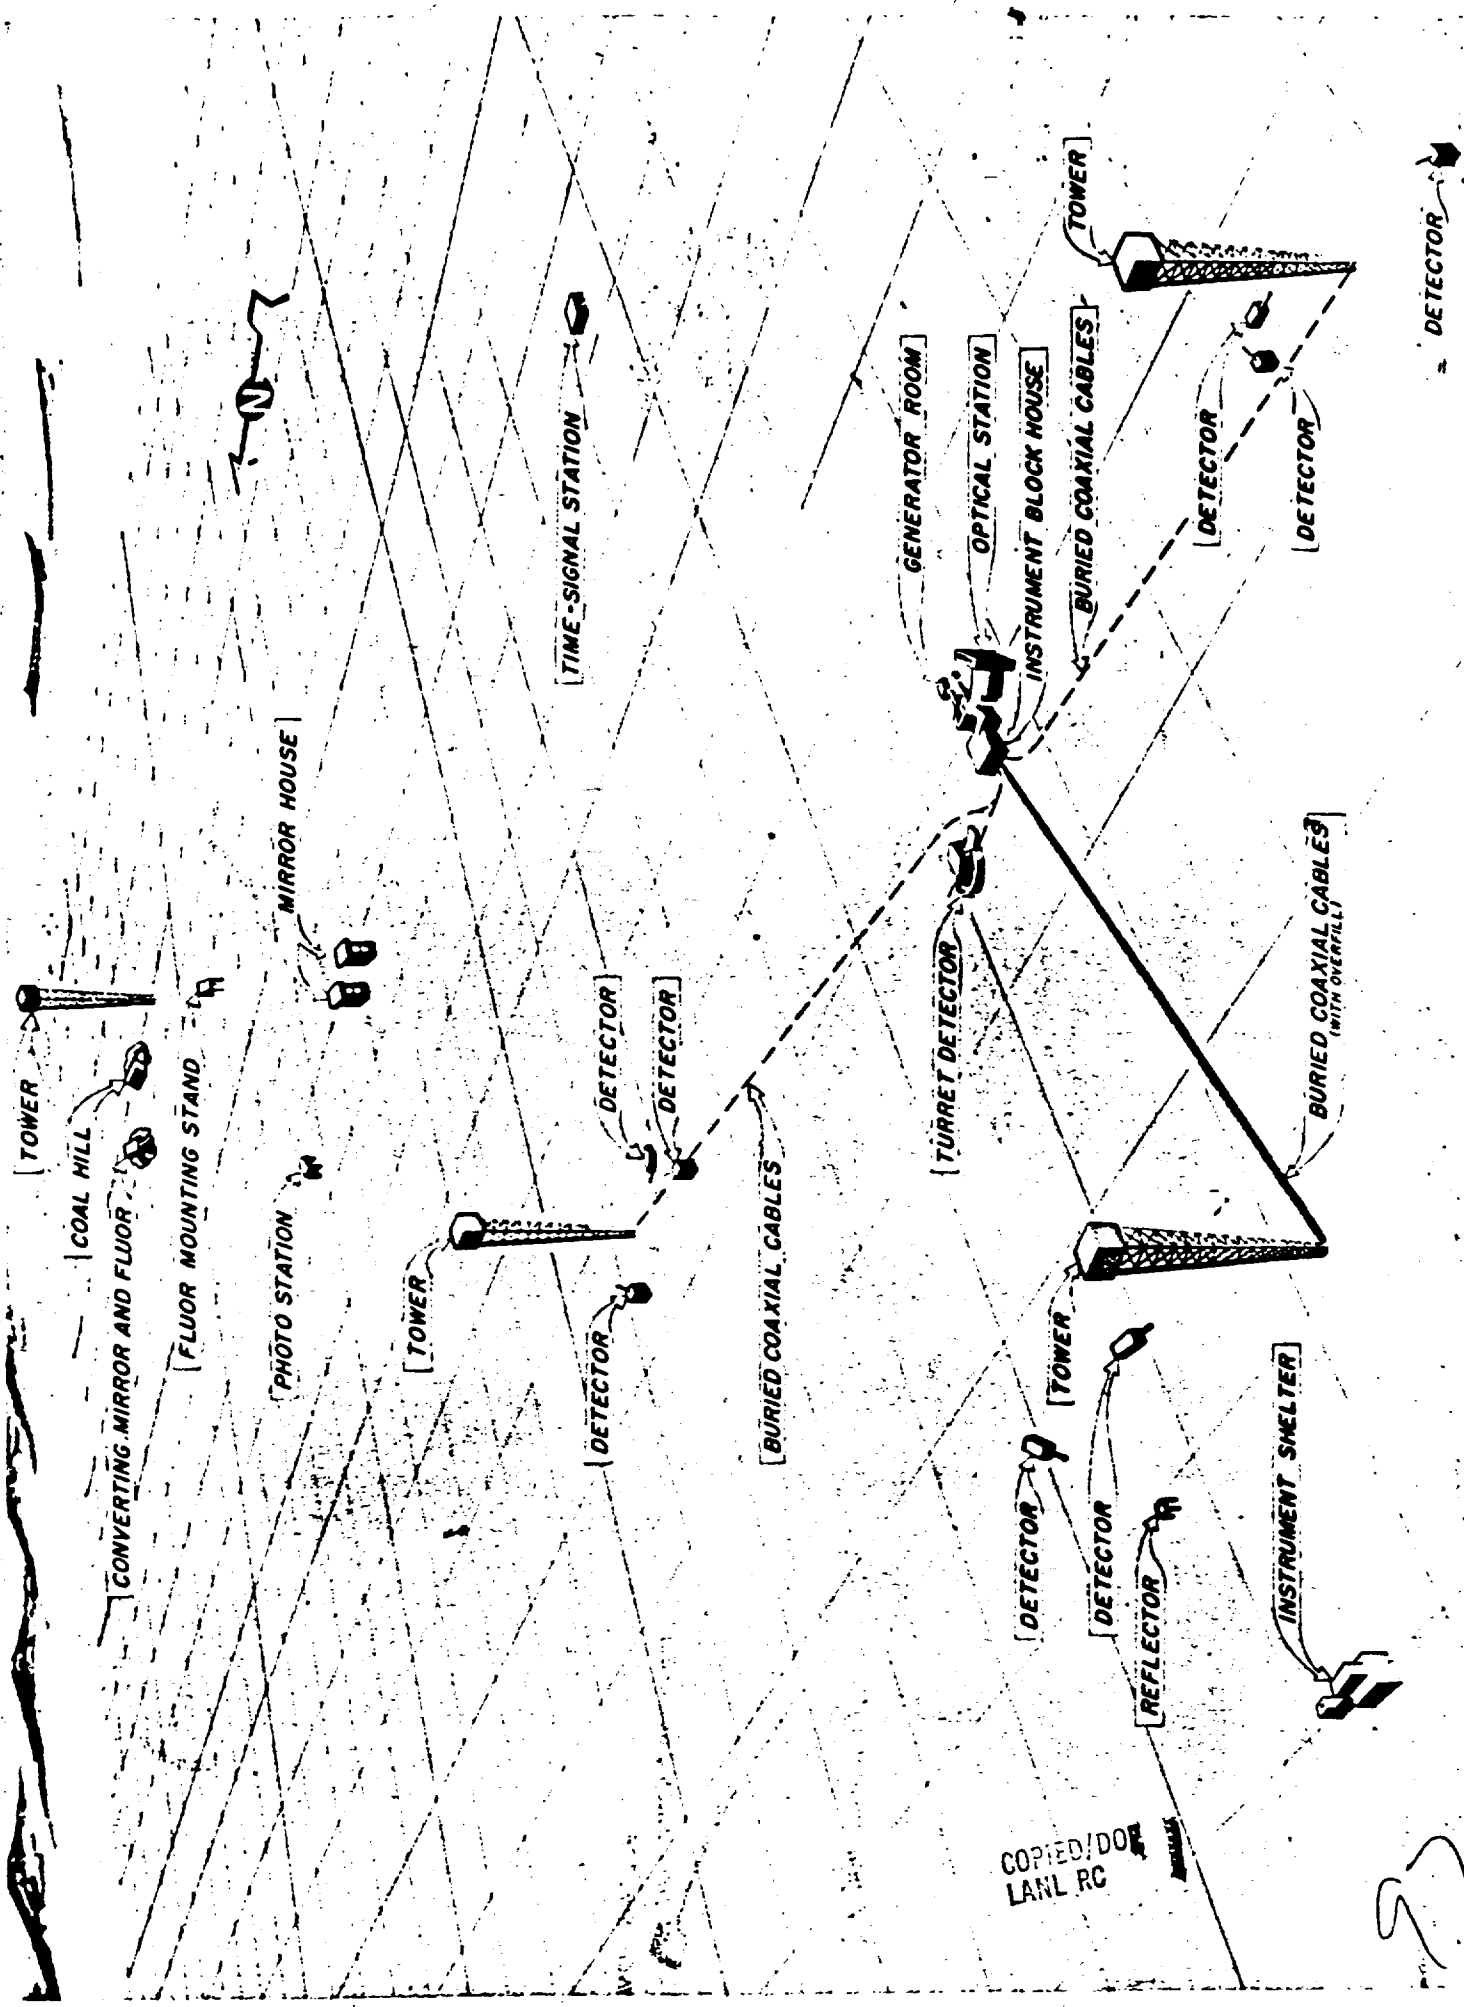 TOWER
COAL HILL
CONVERTING MIRROR AND FLUOR
FLUOR MOUNTING STAND
MIRROR HOUSE
N
PHOTO STATION
TOWER
TIME-SIGNAL STATION
DETECTOR
DETECTOR
DETECTOR
BURIED COAXIAL CABLES
GENERATOR ROOM
OPTICAL STATION
INSTRUMENT BLOCK HOUSE
BURIED COAXIAL CABLES
TOWER
TURRET DETECTOR
DETECTOR
DETECTOR
DETECTOR
TOWER
DETECTOR
DETECTOR
REFLECTOR
BURIED COAXIAL CABLES
(WITH OVERFILL)
INSTRUMENT SHELTER
COPIED/DOE
LANL RC